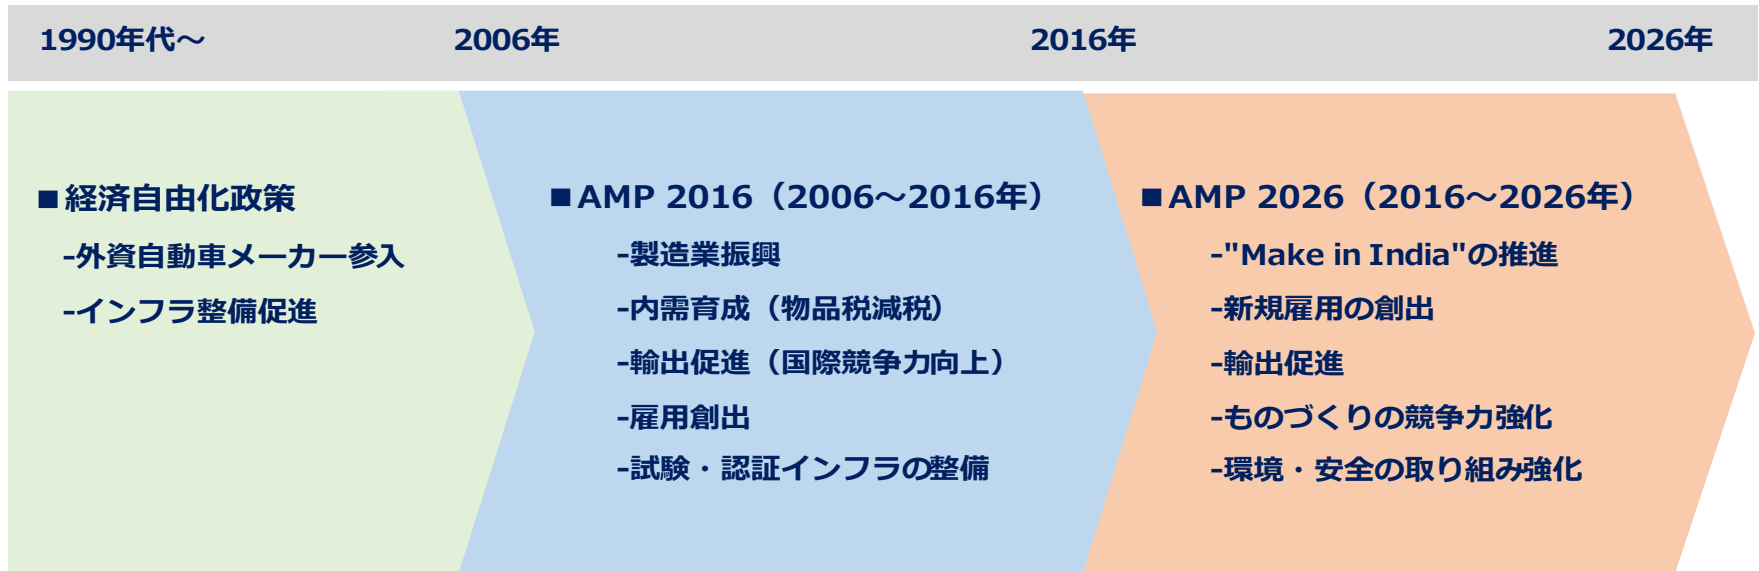 1990年代～ 2006年 2016年 2026年
■経済自由化政策
-外資自動車メーカー参入
-インフラ整備促進
■AMP 2016（2006～2016年）
-製造業振興
-内需育成（物品税減税）
-輸出促進（国際競争力向上）
-雇用創出
-試験・認証インフラの整備
■AMP 2026（2016～2026年）
-"Make in India"の推進
-新規雇用の創出
-輸出促進
-ものづくりの競争力強化
-環境・安全の取り組み強化